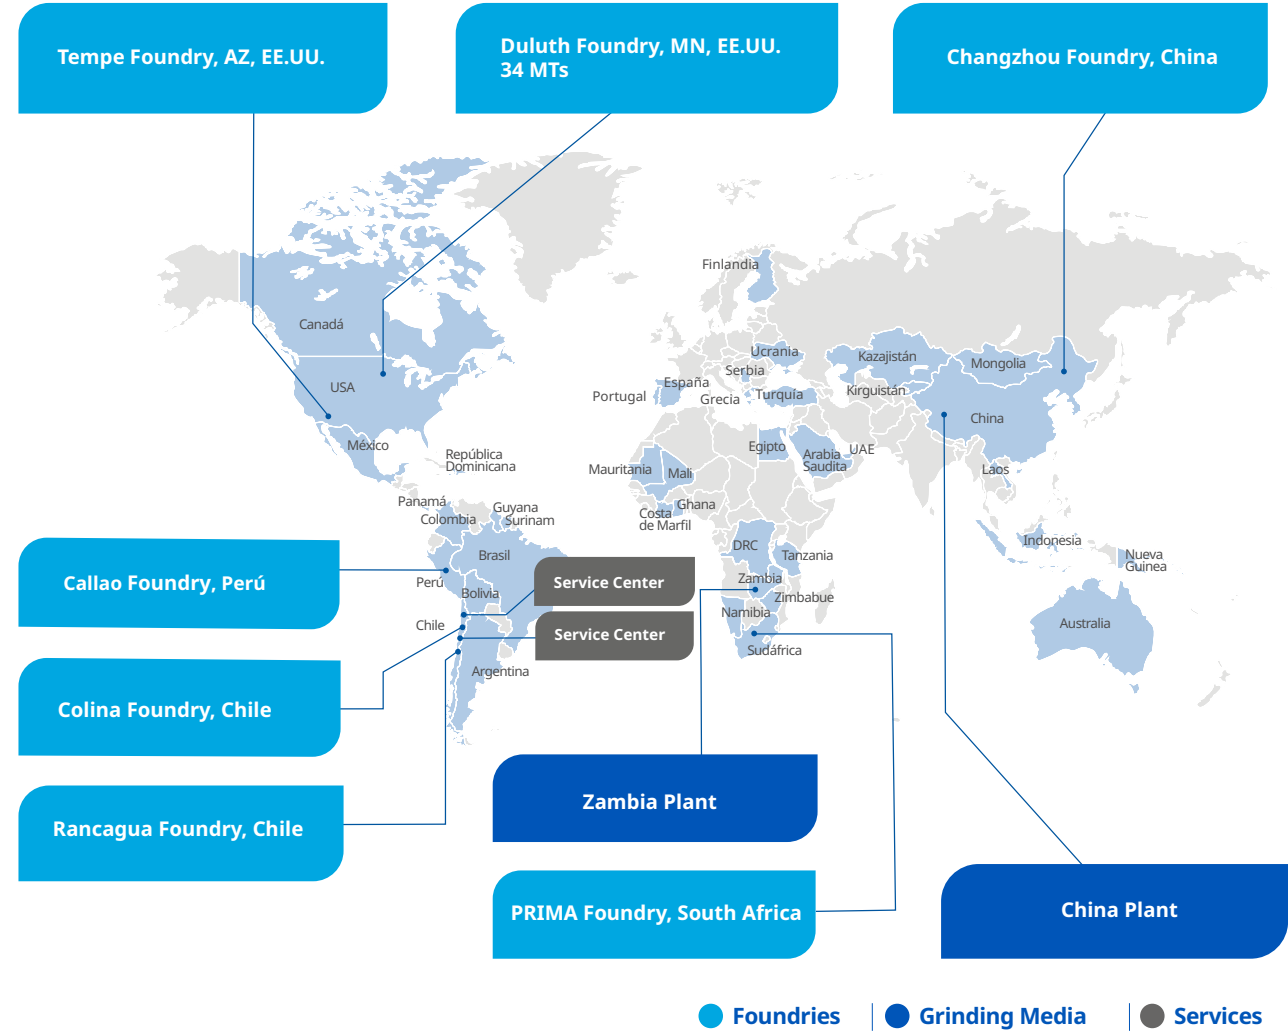 Tempe Foundry, AZ, EE.UU.
Duluth Foundry, MN, EE.UU.
34 MTs
Changzhou Foundry, China
Finlandia
Canadá
USA
México
República
Dominicana
Panamá
Colombia
Guyana
Surinam
Brasil
Perú
Bolivia
Chile
Argentina
Portugal
España
Grecia
Serbia
Ucrania
Turquía
Kazajistán
Kirguistán
Mongolia
China
Laos
Egipto
Arabia
Saudita
UAE
Mauritania
Mali
Costa
de Marfil
Ghana
DRC
Tanzania
Zambia
Zimbabue
Namibia
Sudáfrica
Indonesia
Nueva
Guinea
Australia
Callao Foundry, Perú
Service Center
Service Center
Colina Foundry, Chile
Rancagua Foundry, Chile
Zambia Plant
PRIMA Foundry, South Africa
China Plant
Foundries
Grinding Media
Services